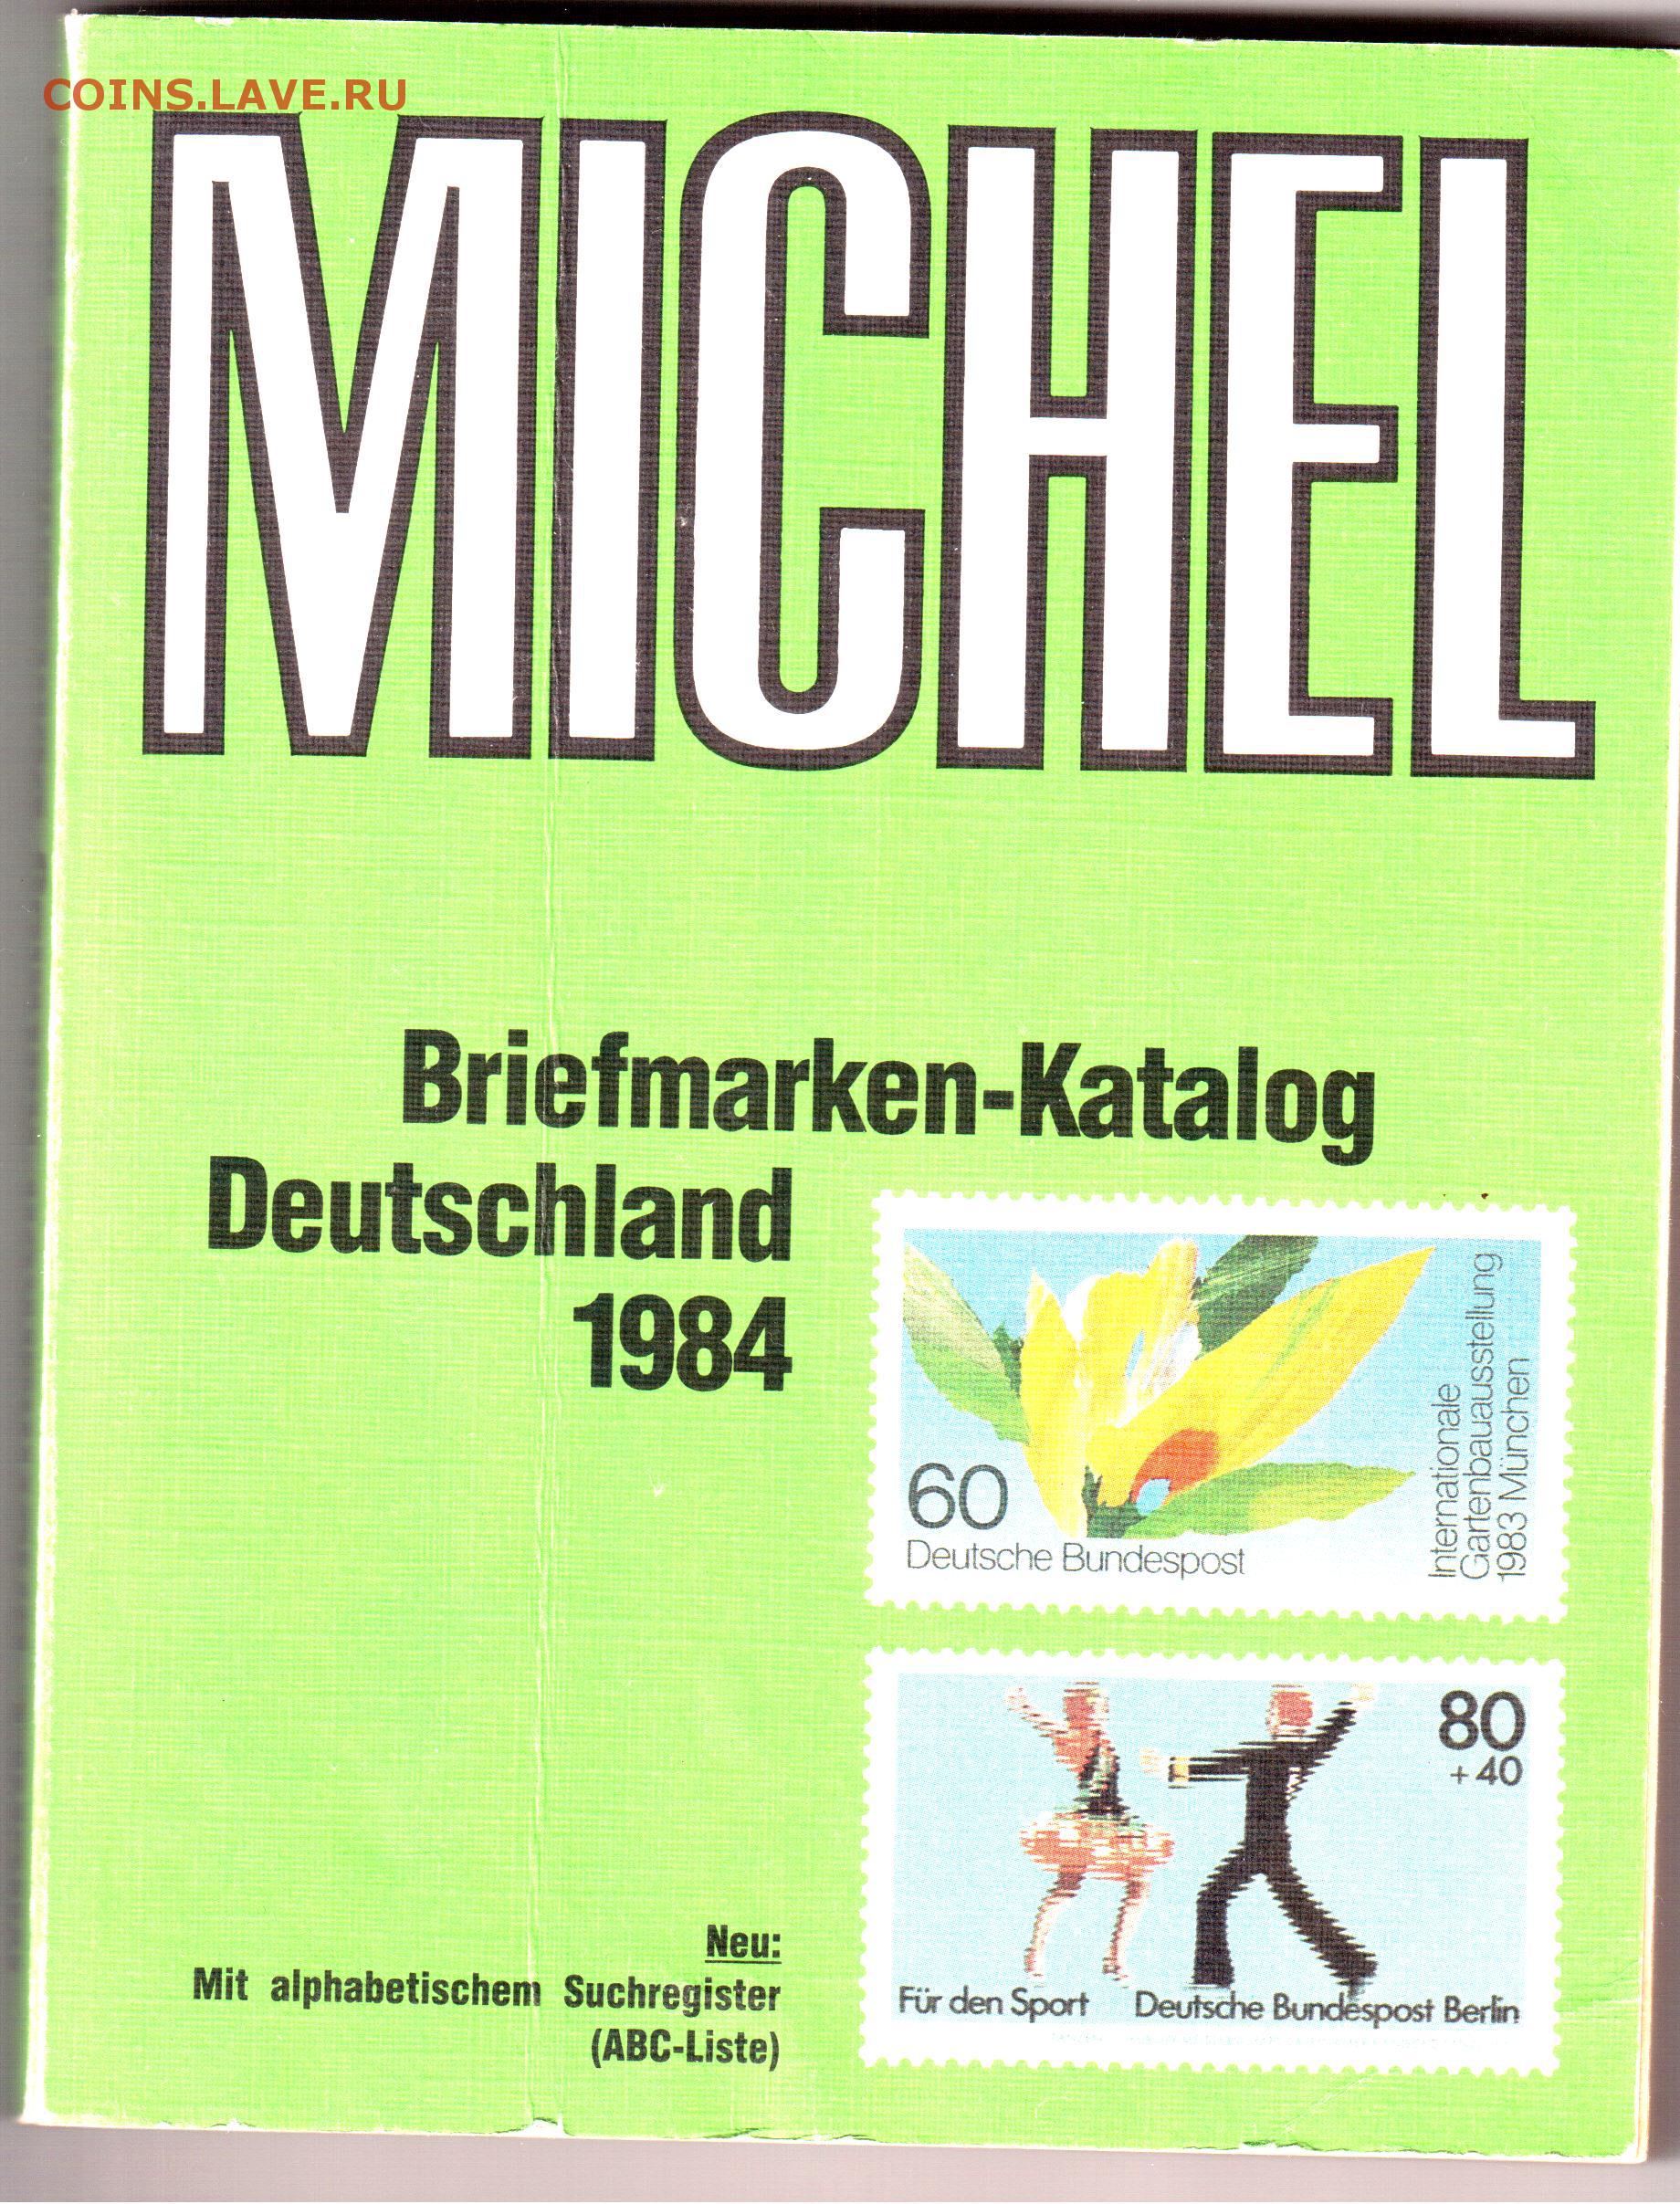 COINS.LAVE.RU
MICHEL
Briefmarken-Katalog
Deutschland
1984
60
Deutsche Bundespost
Internationale
Gartenbauausstellung
1983 München
80
+40
Für den Sport Deutsche Bundespost Berlin
Neu:
Mit alphabetischem Suchregister
(ABC-Liste)